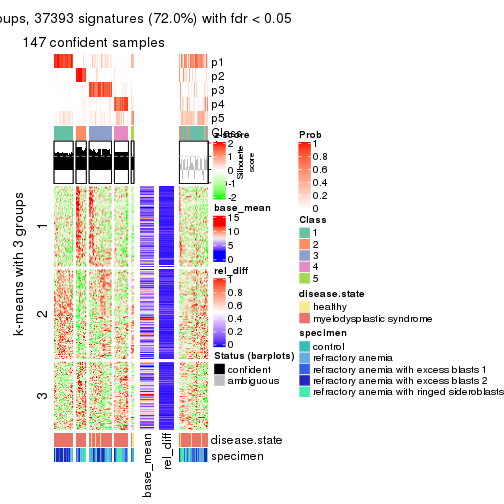 oups, 37393 signatures (72.0%) with fdr < 0.05
147 confident samples
p1
p2
p3
p4
p5
Class
Silhouette
score
k-means with 3 groups
1
2
3
disease.state
specimen
base_mean
rel_diff
z-score
2
1
0
-1
-2
base_mean
15
10
5
0
rel_diff
1
0.8
0.6
0.4
0.2
0
Status (barplots)
confident
ambiguous
Prob
1
0.8
0.6
0.4
0.2
0
Class
1
2
3
4
5
disease.state
healthy
myelodysplastic syndrome
specimen
control
refractory anemia
refractory anemia with excess blasts 1
refractory anemia with excess blasts 2
refractory anemia with ringed sideroblasts